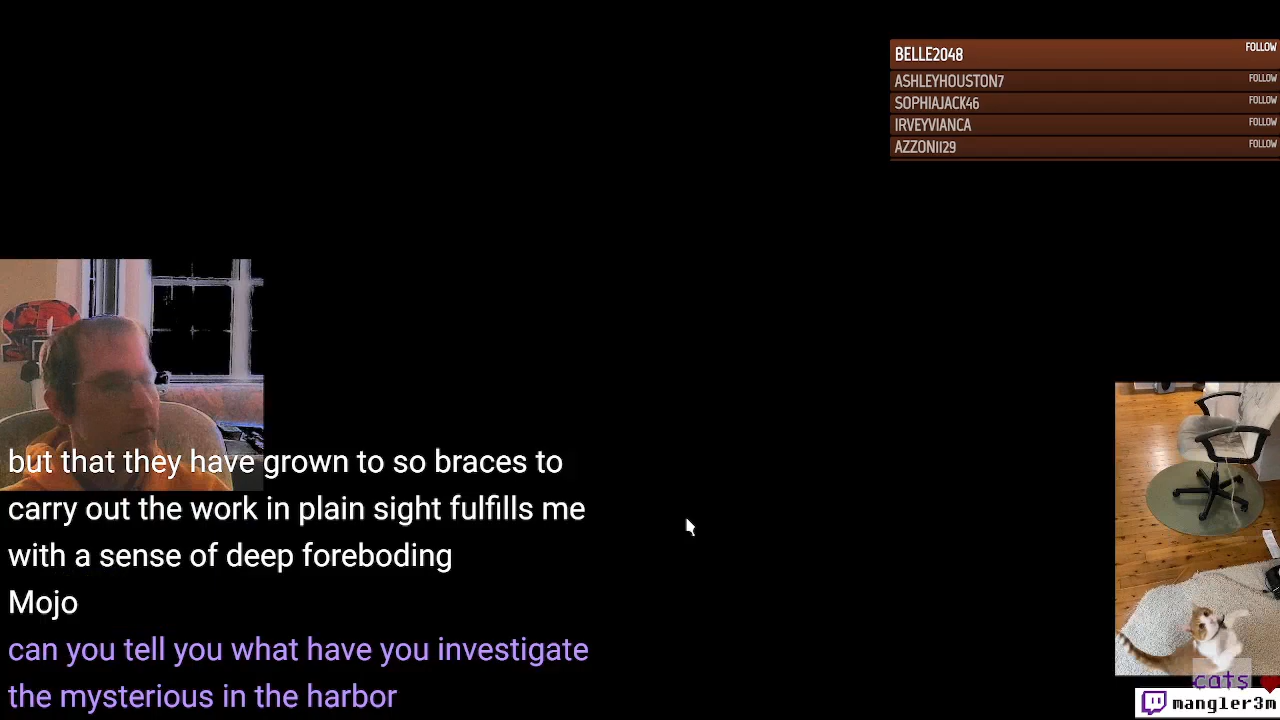 BELLE2048 FOLLOW
ASHLEYHOUSTON7 FOLLOW
SOPHIAJACK46 FOLLOW
IRVEYVIANCA FOLLOW
AZZON1129 FOLLOW
but that they have grown to so braces to
carry out the work in plain sight fulfills me
with a sense of deep foreboding
Mojo
can you tell you what have you investigate
the mysterious in the harbor
cats
mangler3m